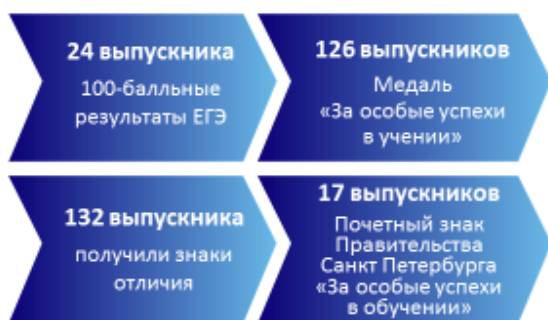 24 выпускника
100-балльные
результаты ЕГЭ
126 выпускников
Медаль
«За особые успехи
в учении»
132 выпускника
получили знаки
отличия
17 выпускников
Почетный знак
Правительства
Санкт Петербурга
«За особые успехи
в обучении»